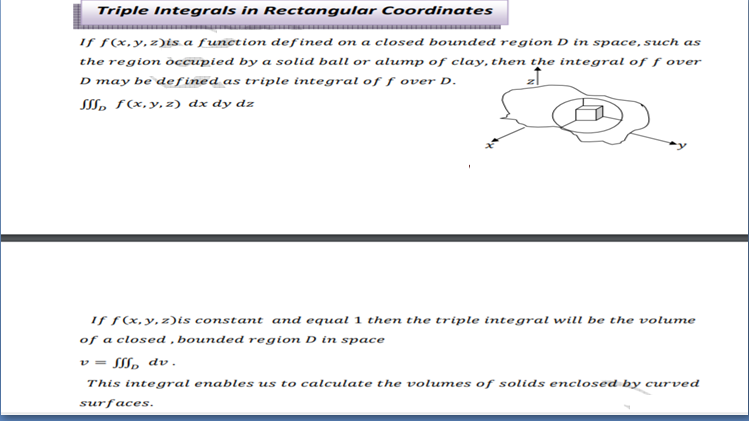 Triple Integrals in Rectangular Coordinates
If f(x,y,z)is a function defined on a closed bounded region D in space,such as
the region occupied by a solid ball or alump of clay,then the integral of f over
D may be defined as triple integral of f over D.
∭_D f(x,y,z) dx dy dz
z
x
y
If f(x,y,z)is constant and equal 1 then the triple integral will be the volume
of a closed ,bounded region D in space
v = ∭_D dv .
This integral enables us to calculate the volumes of solids enclosed by curved
surfaces.